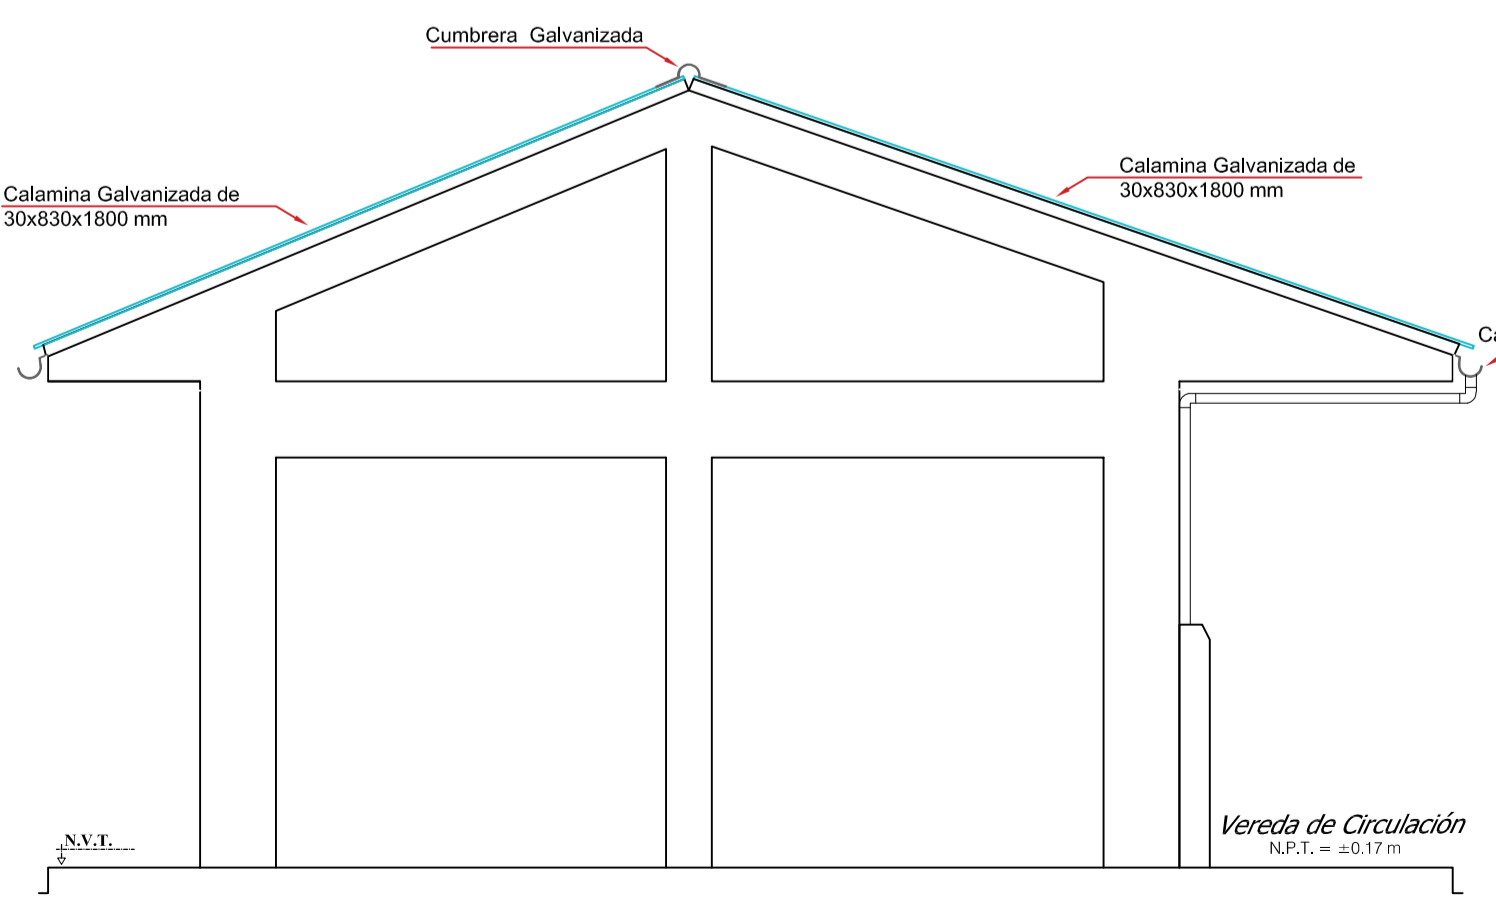 Cumbrera Galvanizada
Calamina Galvanizada de
30x830x1800 mm
Calamina Galvanizada de
30x830x1800 mm
N.V.T.
Vereda de Circulación
N.P.T. = ±0.17 m